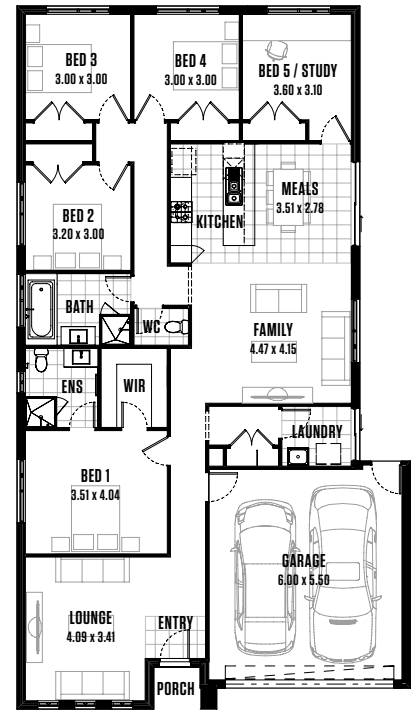 BED 3
3.00 x 3.00
BED 4
3.00 x 3.00
BED 5 / STUDY
3.60 x 3.10
MEALS
3.51 x 2.78
KITCHEN
BED 2
3.20 x 3.00
BATH
WC
FAMILY
4.47 x 4.15
ENS
WIR
LAUNDRY
BED 1
3.51 x 4.04
GARAGE
6.00 x 5.50
LOUNGE
4.09 x 3.41
ENTRY
PORCH